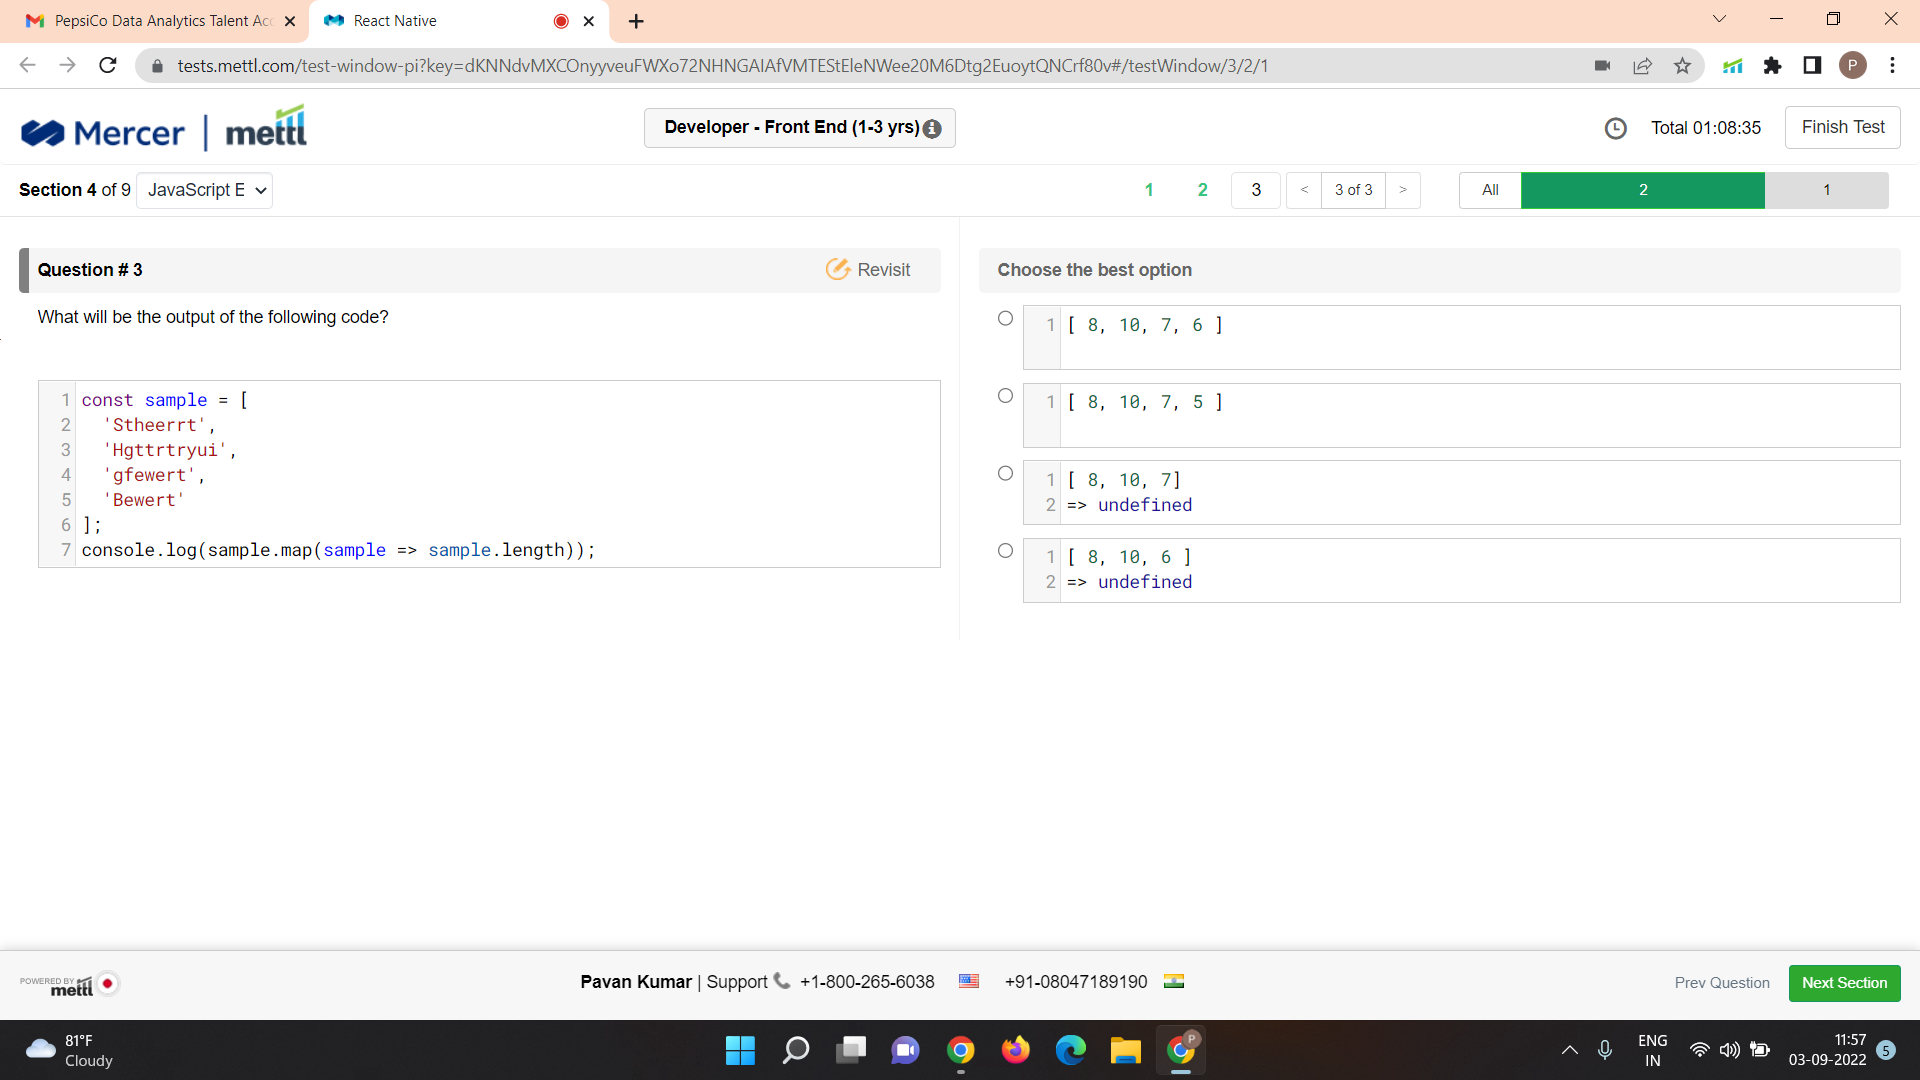 PepsiCo Data Analytics Talent Acc
React Native
tests.mettl.com/test-window-pi?key=dKNNdvMXCOnyyveuFWXo72NHNGAIAfVMTEStEleNWee20M6Dtg2EuoytQNCrf80v#/testWindow/3/2/1
P
Mercer | mettl
Developer - Front End (1-3 yrs)
Total 01:08:35
Finish Test
Section 4 of 9 JavaScript E
1 2 3 < 3 of 3 > All 2 1
Question # 3
Revisit
What will be the output of the following code?
1 const sample = [
2 'Stheerrt',
3 'Hgttrtryui',
4 'gfewert',
5 'Bewert'
6 ];
7 console.log(sample.map(sample => sample.length));
Choose the best option
1 [ 8, 10, 7, 6 ]
1 [ 8, 10, 7, 5 ]
1 [ 8, 10, 7]
2 => undefined
1 [ 8, 10, 6 ]
2 => undefined
POWERED BY mettl
Pavan Kumar | Support +1-800-265-6038 +91-08047189190
Prev Question
Next Section
81°F
Cloudy
P
ENG
IN
11:57
03-09-2022
5